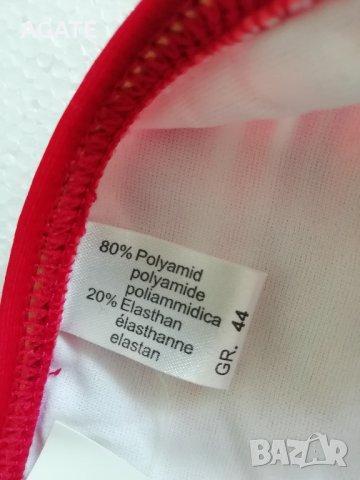 AGATE
80% Polyamid
polyamide
poliammidica
20% Elasthan
élasthanne
elastan
GR. 44
BAZAR
bg